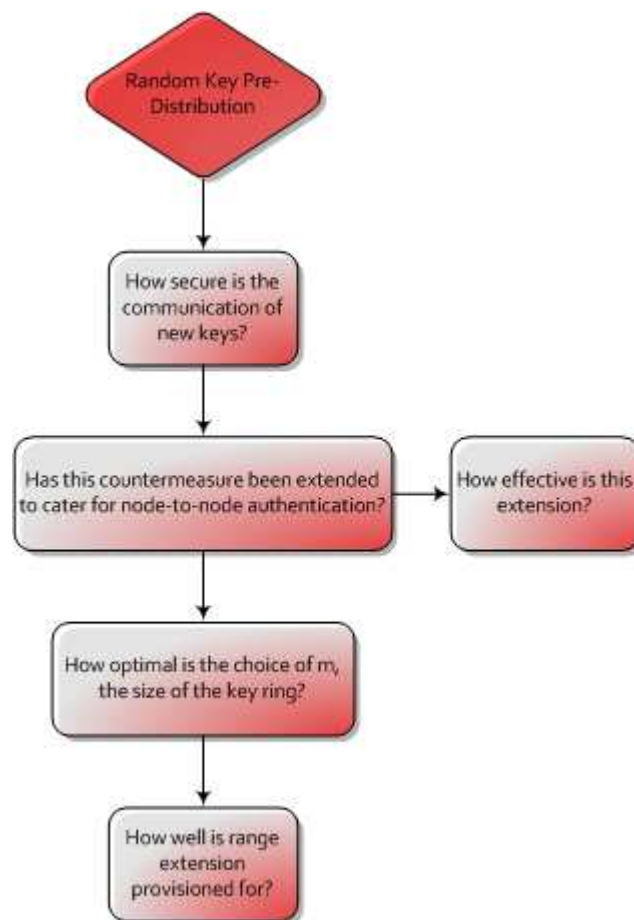 Random Key Pre-
Distribution
How secure is the
communication of
new keys?
Has this countermeasure been extended
to cater for node-to-node authentication?
How effective is this
extension?
How optimal is the choice of m,
the size of the key ring?
How well is range
extension
provisioned for?